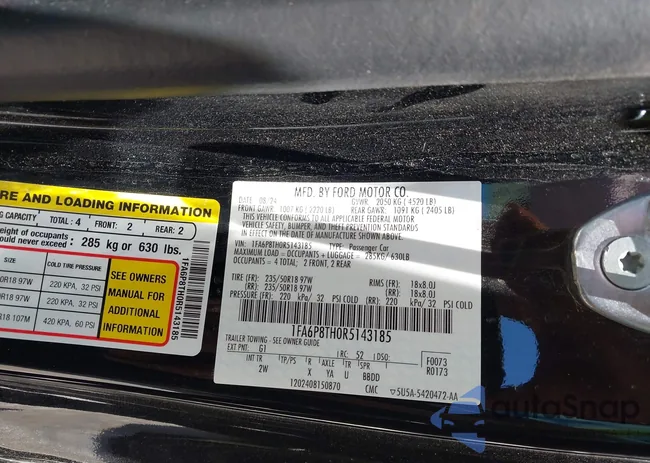 RE AND LOADING INFORMATION
NG CAPACITY TOTAL: 4 FRONT: 2 REAR: 2
weight of occupants
ould never exceed: 285 kg or 630 lbs.
SIZE COLD TIRE PRESSURE
0R18 97W 220 KPA, 32 PSI
0R18 97W 220 KPA, 32 PSI
R18 107M 420 KPA, 60 PSI
SEE OWNERS
MANUAL FOR
ADDITIONAL
INFORMATION
1FA6P8TH0R5143185
MFD. BY FORD MOTOR CO.
DATE: 08/24 GVWR: 2050 KG (4520 LB)
FRONT GAWR: 1007 KG (2220 LB) REAR GAWR: 1091 KG (2405 LB)
THIS VEHICLE CONFORMS TO ALL APPLICABLE FEDERAL MOTOR
VEHICLE SAFETY, BUMPER, AND THEFT PREVENTION STANDARDS
IN EFFECT ON THE DATE OF MANUFACTURE SHOWN ABOVE.
VIN: 1FA6P8TH0R5143185 TYPE: Passenger Car
MAXIMUM LOAD = OCCUPANTS + LUGGAGE = 285KG/630LB
OCCUPANTS = 4 TOTAL: 2 FRONT, 2 REAR
TIRE (FR): 235/50R18 97W RIMS (FR): 18x8.0J
(RR): 235/50R18 97W (RR): 18x8.0J
PRESSURE (FR): 220 kPa/ 32 PSI COLD (RR): 220 kPa/ 32 PSI COLD
1FA6P8TH0R5143185
TRAILER TOWING - SEE OWNER GUIDE
EXT PNT: G1 RC: 52 DSO: F0073
INT TR TP/PS R AXLE TR SPR R0173
2W X YA U BBDD
1202408150870 CMC 5U5A-5420472-AA
autoSnap